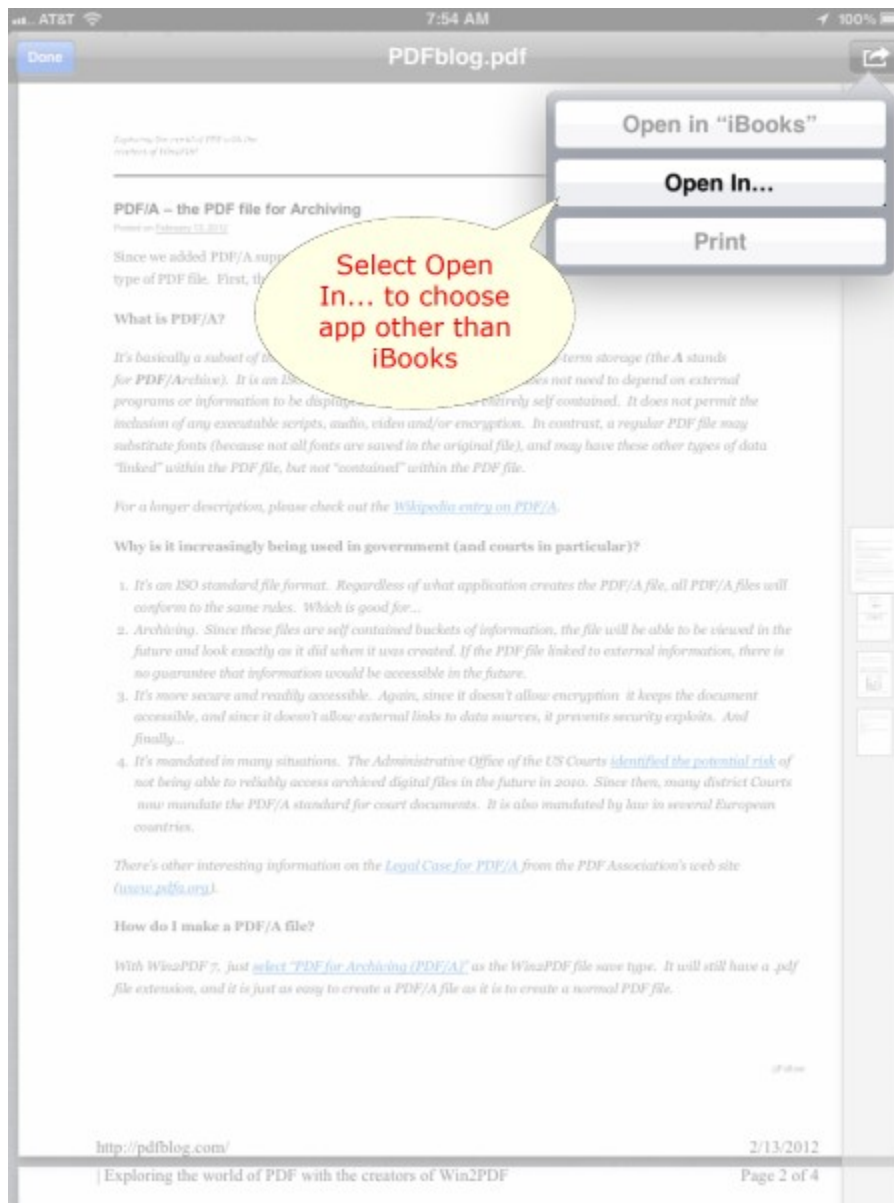 AT&T 7:54 AM 100%
Done PDFblog.pdf
Open in “iBooks”
Open In...
Print
Exploring the world of PDF with the
creators of Win2PDF
PDF/A – the PDF file for Archiving
Posted on February 13, 2012
Select Open
In... to choose
app other than
iBooks
Since we added PDF/A
type of PDF file. First,
What is PDF/A?
It's basically a subset of -term storage (the A stands
for PDF/Archive). It is an not need to depend on external
programs or information to be entirely self contained. It does not permit the
inclusion of any executable scripts, audio, video and/or encryption. In contrast, a regular PDF file may
substitute fonts (because not all fonts are saved in the original file), and may have these other types of data
“linked” within the PDF file, but not “contained” within the PDF file.
For a longer description, please check out the Wikipedia entry on PDF/A.
Why is it increasingly being used in government (and courts in particular)?
1. It's an ISO standard file format. Regardless of what application creates the PDF/A file, all PDF/A files will
conform to the same rules. Which is good for...
2. Archiving. Since these files are self contained buckets of information, the file will be able to be viewed in the
future and look exactly as it did when it was created. If the PDF file linked to external information, there is
no guarantee that information would be accessible in the future.
3. It's more secure and readily accessible. Again, since it doesn't allow encryption it keeps the document
accessible, and since it doesn't allow external links to data sources, it prevents security exploits. And
finally...
4. It's mandated in many situations. The Administrative Office of the US Courts identified the potential risk of
not being able to reliably access archived digital files in the future in 2010. Since then, many district Courts
now mandate the PDF/A standard for court documents. It is also mandated by law in several European
countries.
There's other interesting information on the Legal Case for PDF/A from the PDF Association's web site
(www.pdfa.org).
How do I make a PDF/A file?
With Win2PDF 7, just select “PDF for Archiving (PDF/A)” as the Win2PDF file save type. It will still have a .pdf
file extension, and it is just as easy to create a PDF/A file as it is to create a normal PDF file.
http://pdfblog.com/ 2/13/2012
| Exploring the world of PDF with the creators of Win2PDF Page 2 of 4